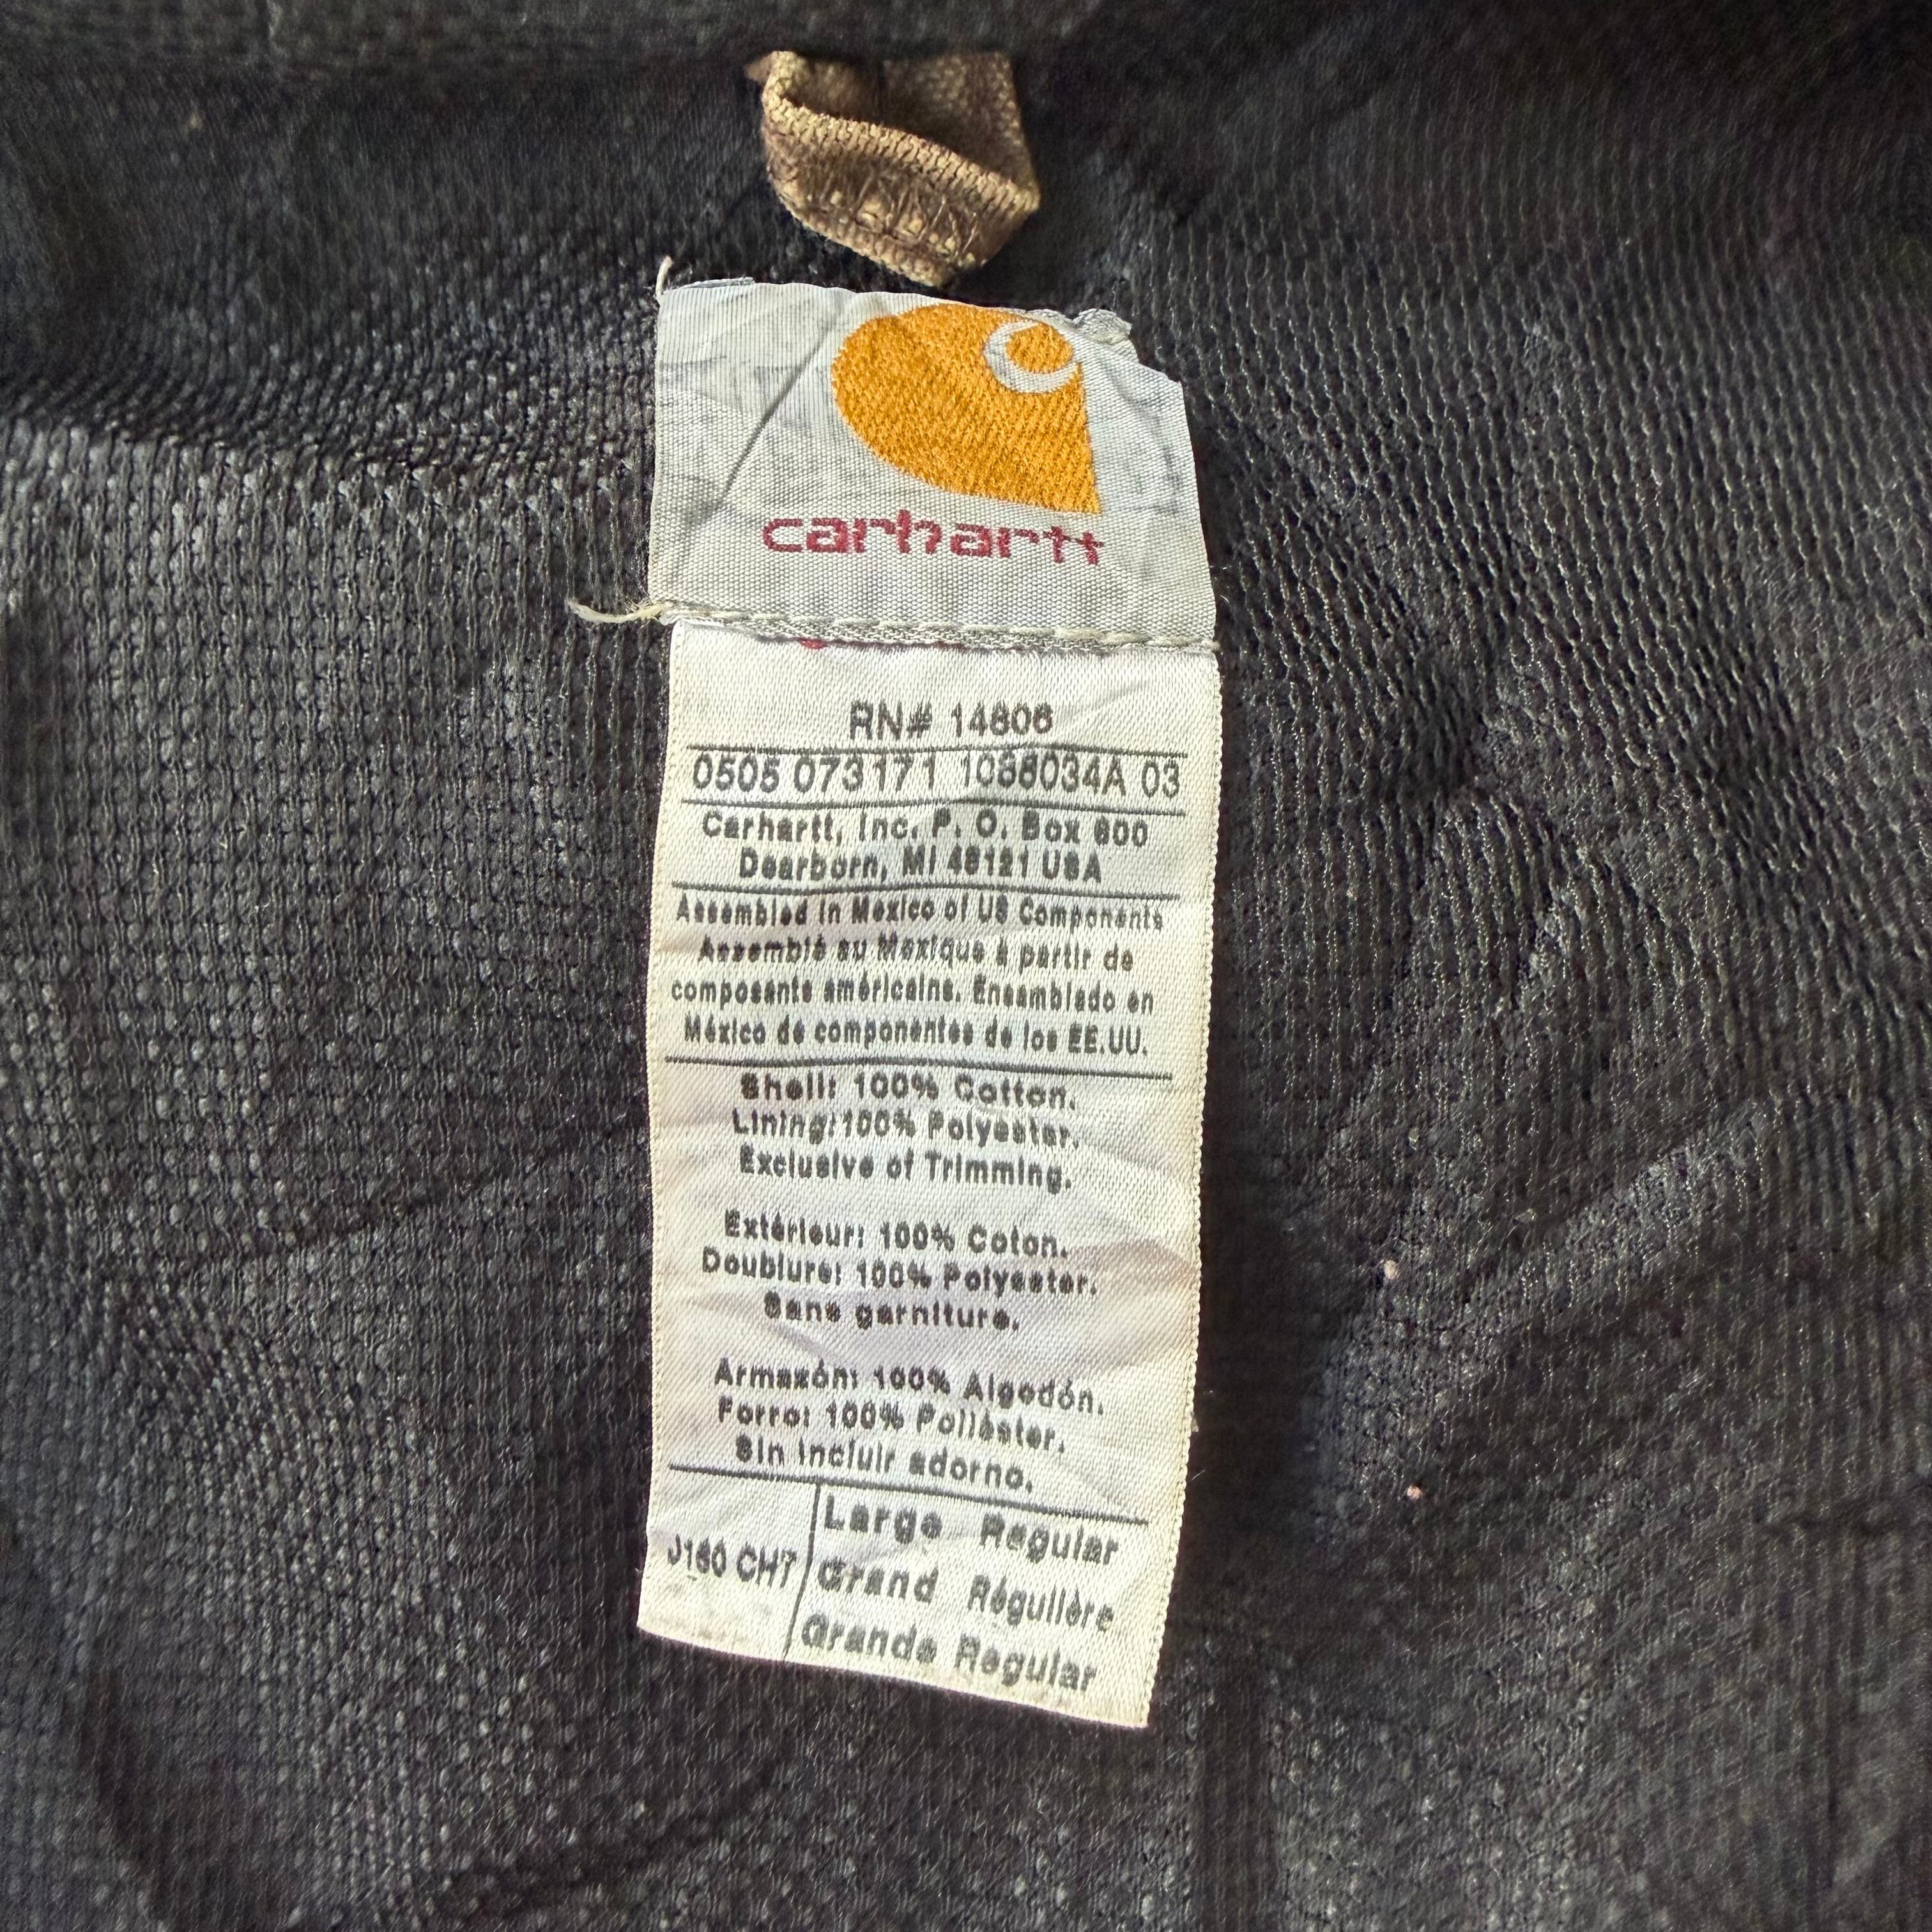 carhartt
RN# 14806
0505 073171 1086034A 03
Carhartt, Inc. P. O. Box 600
Dearborn, MI 48121 USA
Assembled in Mexico of US Components
Assemblé au Mexique à partir de
composants américains. Ensamblado en
México de componentes de los EE.UU.
Shell: 100% Cotton.
Lining: 100% Polyester.
Exclusive of Trimming.
Extérieur: 100% Coton.
Doublure: 100% Polyester.
Sans garniture.
Armazón: 100% Algodón.
Forro: 100% Poliéster.
Sin incluir adorno.
J160 CH7
Large Regular
Grand Régulière
Grande Regular